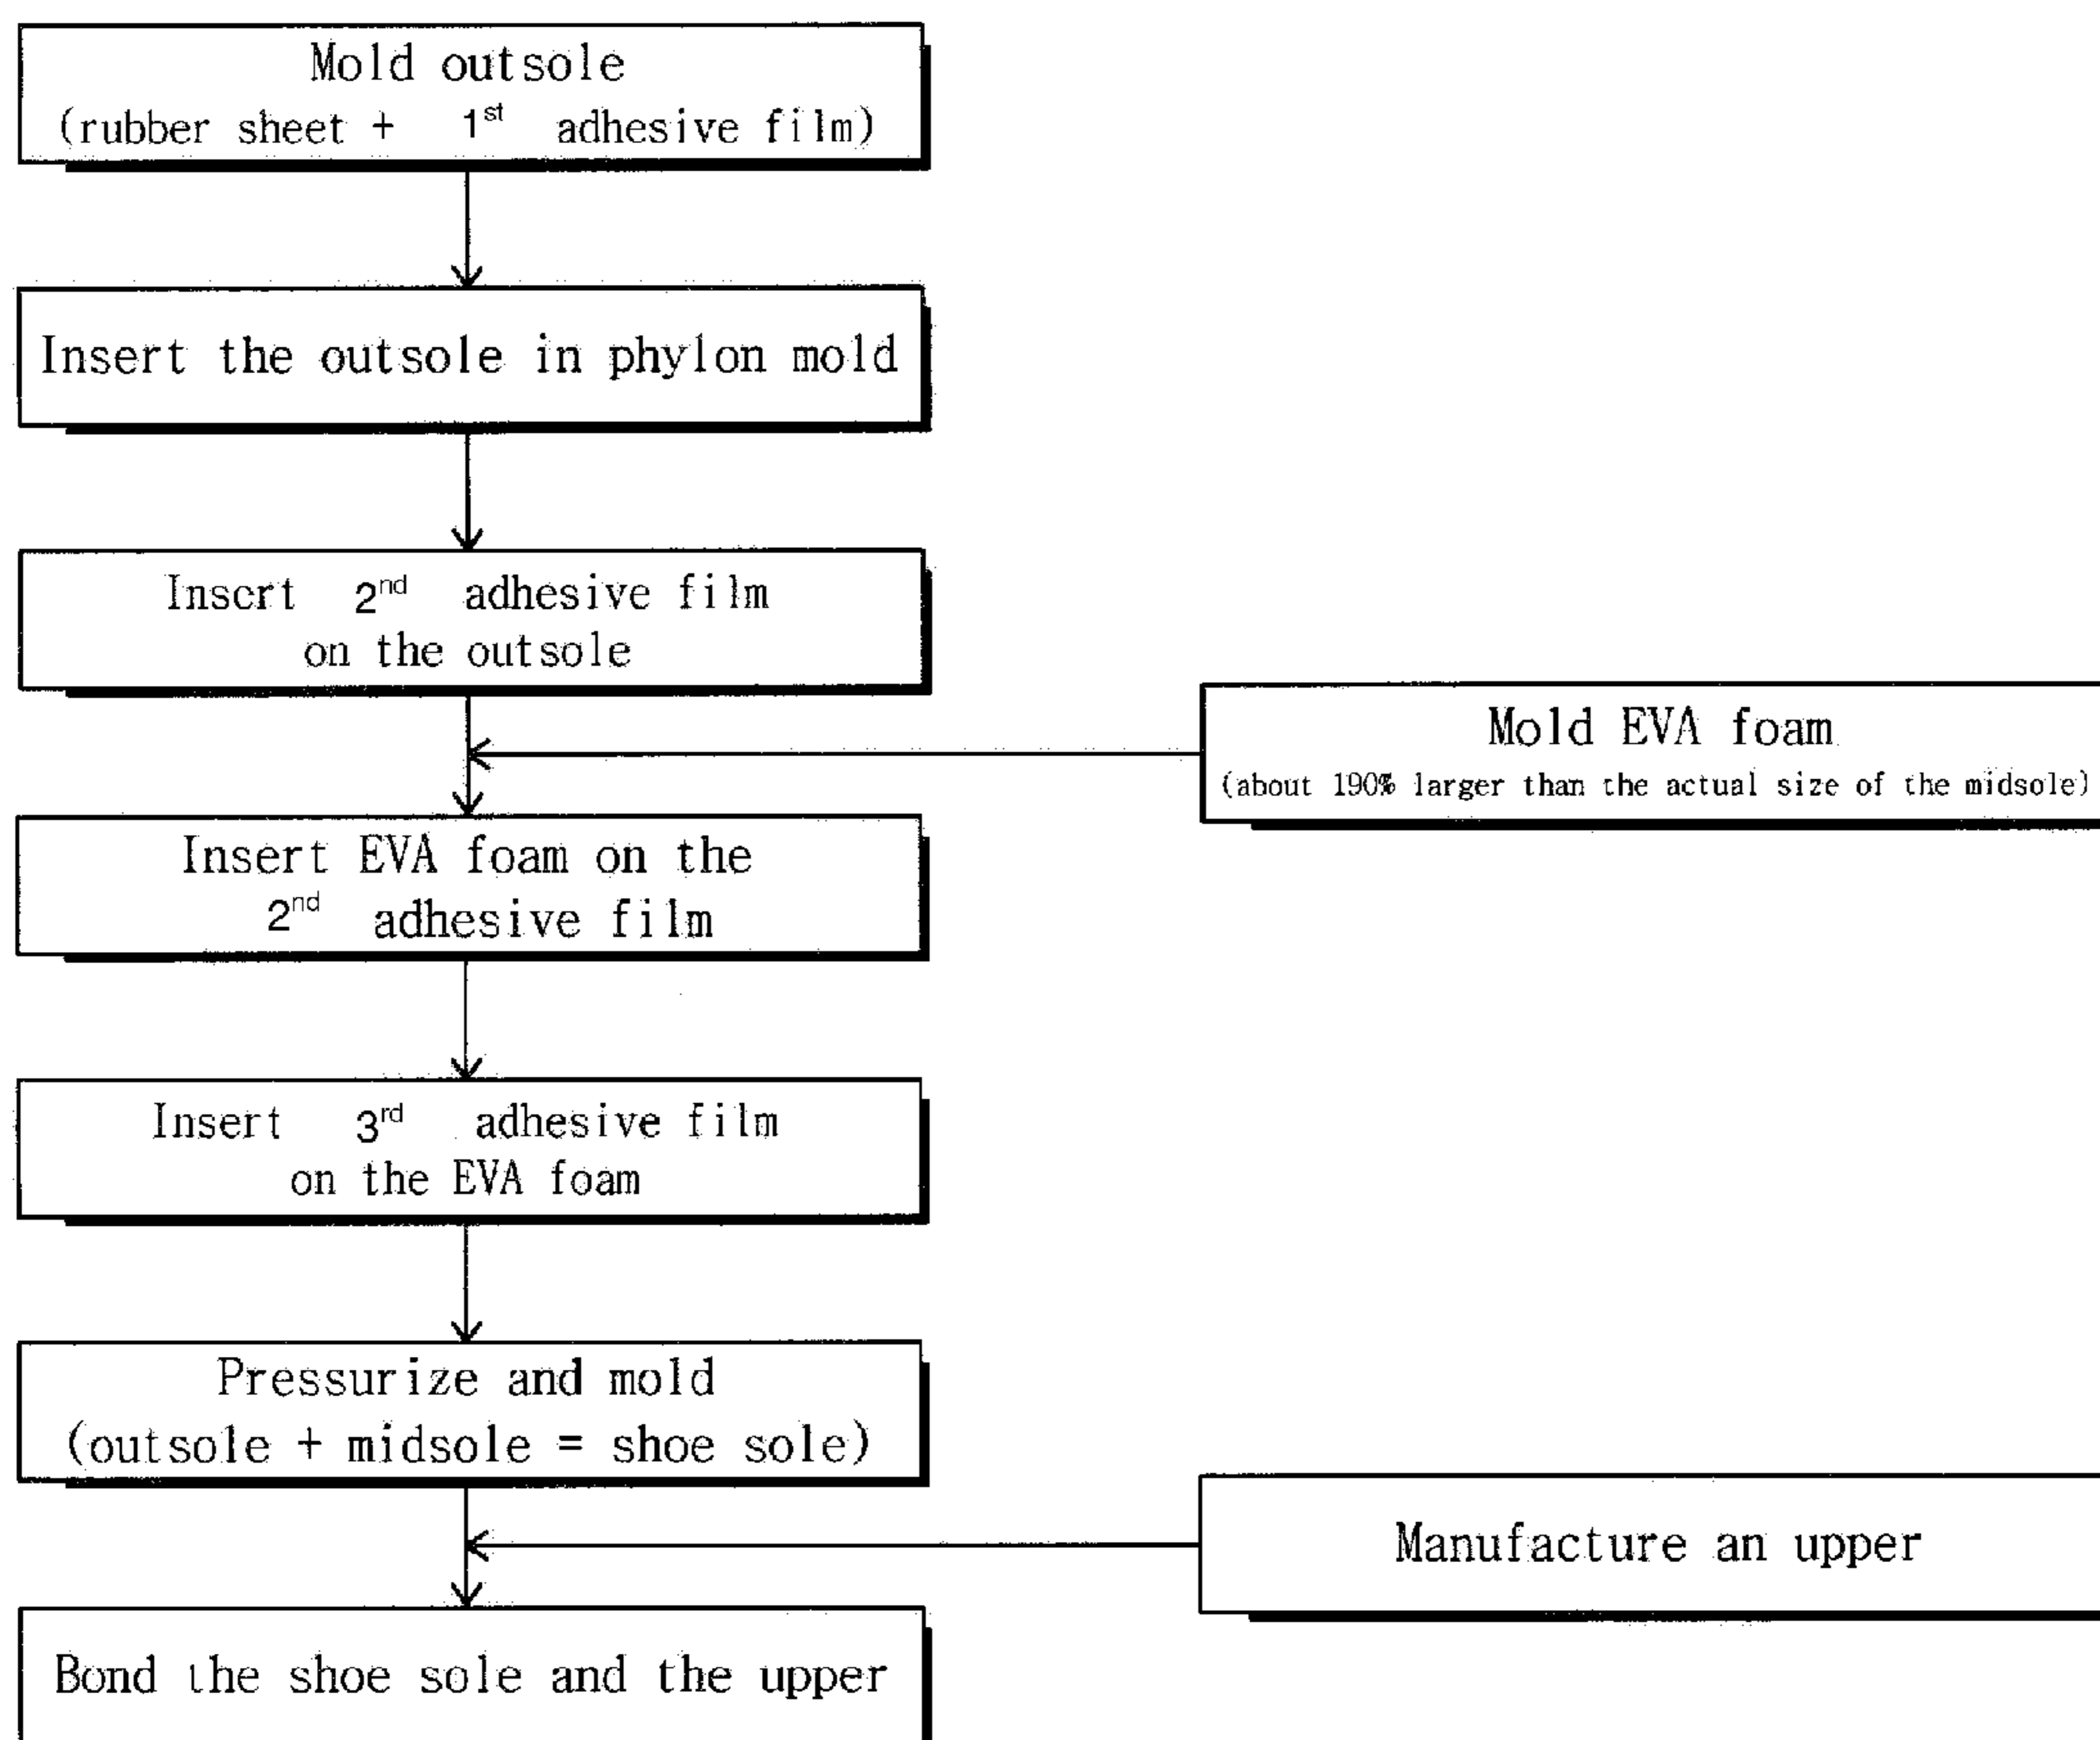 Mold outsole
(rubber sheet + 1st adhesive film)
Insert the outsole in phylon mold
Insert 2nd adhesive film
on the outsole
Mold EVA foam
(about 190% larger than the actual size of the midsole)
Insert EVA foam on the
2nd adhesive film
Insert 3rd adhesive film
on the EVA foam
Pressurize and mold
(outsole + midsole = shoe sole)
Manufacture an upper
Bond the shoe sole and the upper